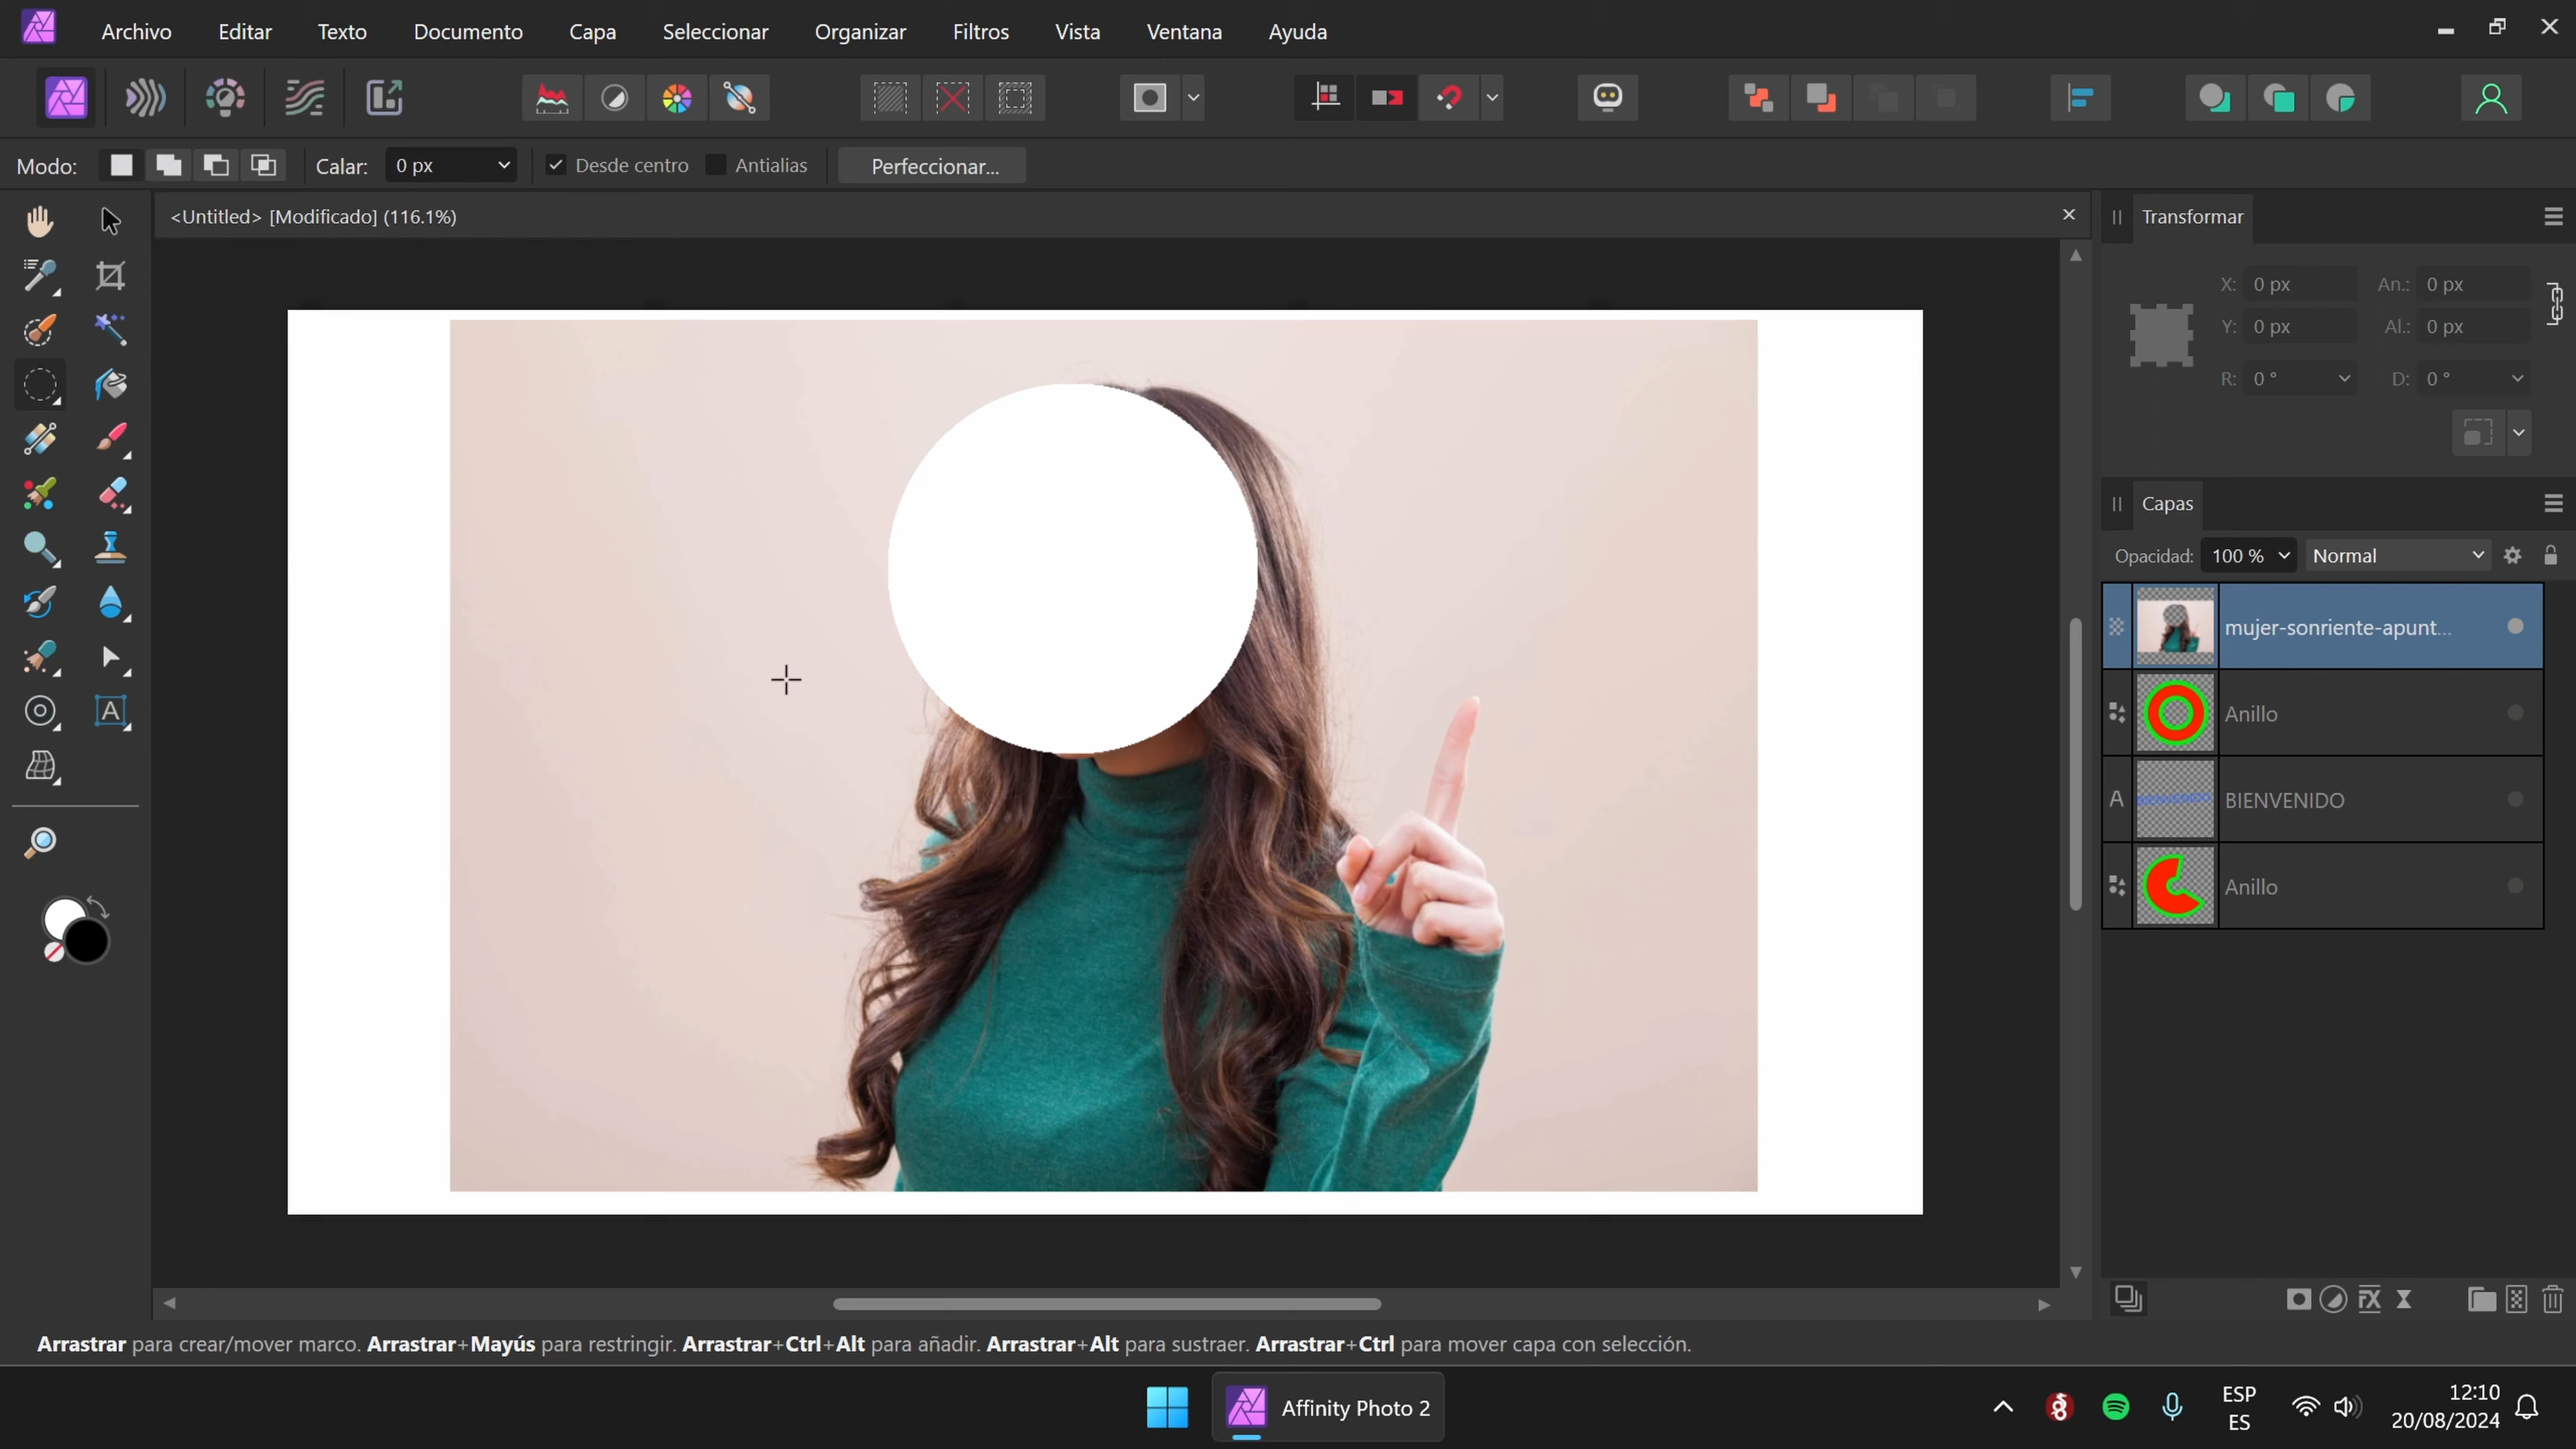 Archivo Editar Texto Documento Capa Seleccionar Organizar Filtros Vista Ventana Ayuda
Modo: Calar: 0 px Desde centro Antialias Perfeccionar...
<Untitled> [Modificado] (116.1%)
Transformar
X: 0 px An.: 0 px
Y: 0 px Al.: 0 px
R: 0 ° D: 0 °
Capas
Opacidad: 100 % Normal
mujer-sonriente-apunt...
Anillo
A BIENVENIDO
Anillo
A
FX
Arrastrar para crear/mover marco. Arrastrar+Mayús para restringir. Arrastrar+Ctrl+Alt para añadir. Arrastrar+Alt para sustraer. Arrastrar+Ctrl para mover capa con selección.
Affinity Photo 2
ESP
ES
12:10
20/08/2024